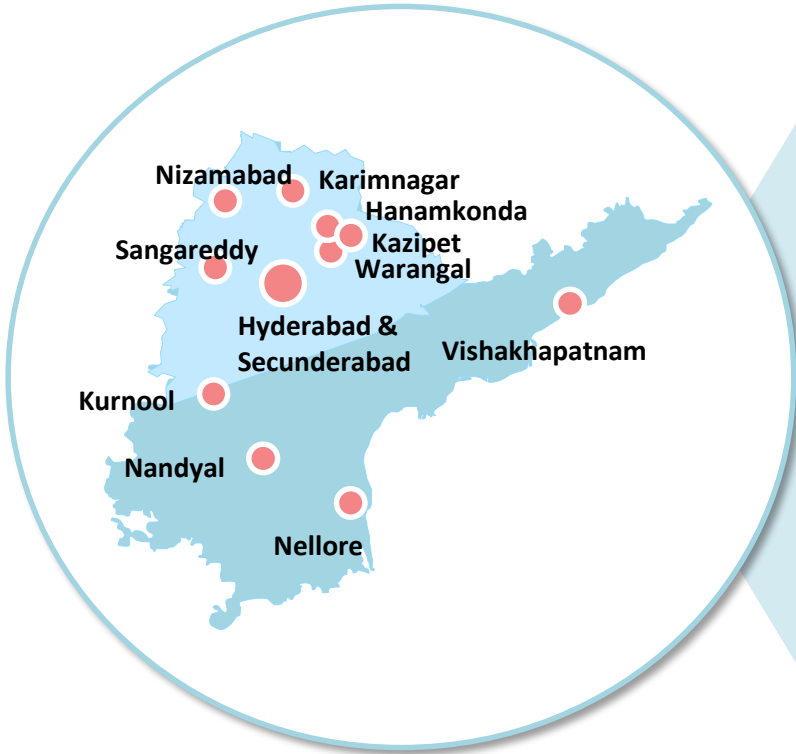 Nizamabad
Karimnagar
Hanamkonda
Kazipet
Sangareddy
Warangal
Hyderabad &
Secunderabad
Vishakhapatnam
Kurnool
Nandyal
Nellore